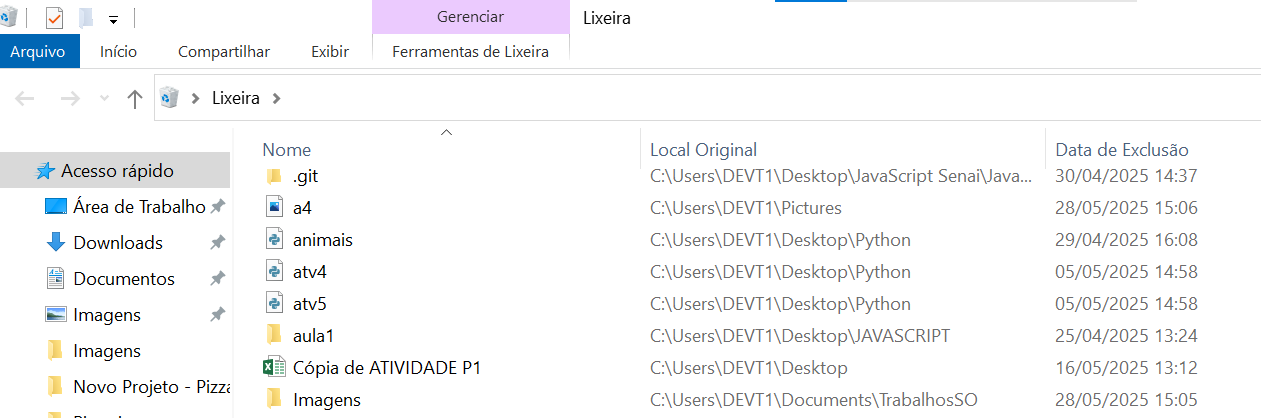 Gerenciar
Lixeira
Arquivo Início Compartilhar Exibir Ferramentas de Lixeira
Lixeira
Nome Local Original Data de Exclusão
.git C:\Users\DEVT1\Desktop\JavaScript Senai\Java... 30/04/2025 14:37
a4 C:\Users\DEVT1\Pictures 28/05/2025 15:06
animais C:\Users\DEVT1\Desktop\Python 29/04/2025 16:08
atv4 C:\Users\DEVT1\Desktop\Python 05/05/2025 14:58
atv5 C:\Users\DEVT1\Desktop\Python 05/05/2025 14:58
aula1 C:\Users\DEVT1\Desktop\JAVASCRIPT 25/04/2025 13:24
Cópia de ATIVIDADE P1 C:\Users\DEVT1\Desktop 16/05/2025 13:12
Imagens C:\Users\DEVT1\Documents\TrabalhosSO 28/05/2025 15:05
Acesso rápido
Área de Trabalho
Downloads
Documentos
Imagens
Imagens
Novo Projeto - Pizza